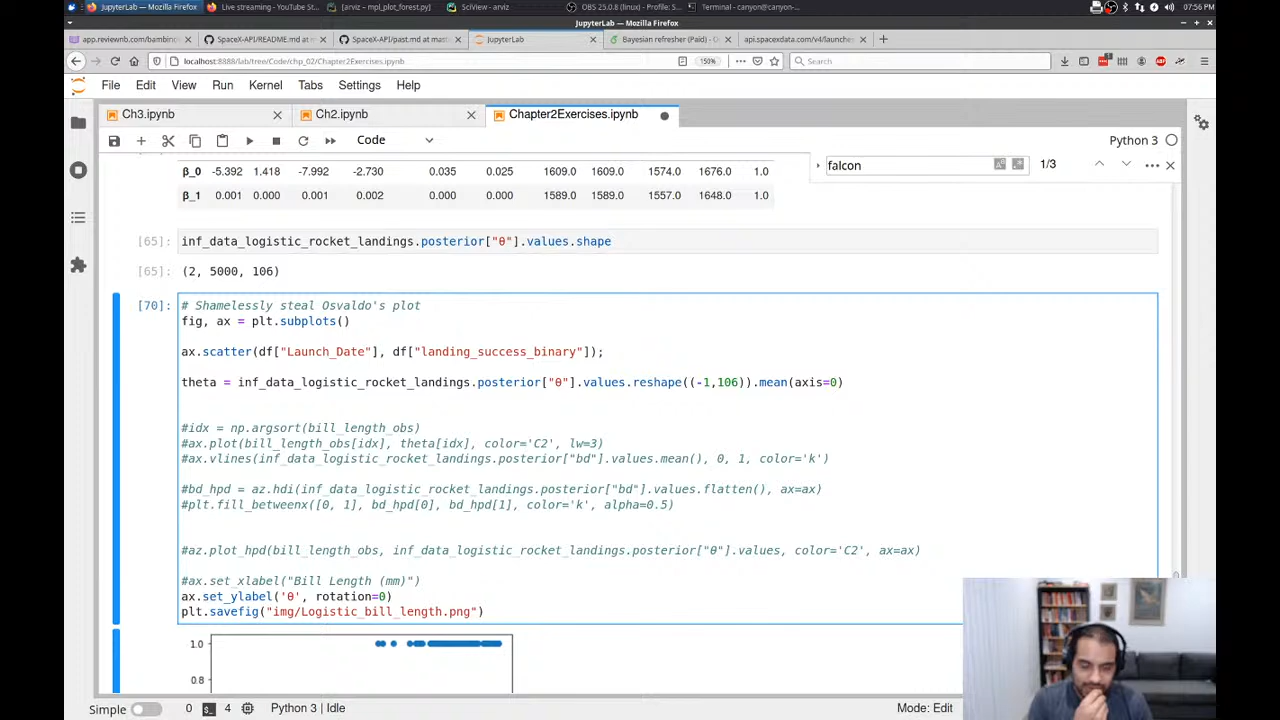 JupyterLab — Mozilla Firefox
Live streaming - YouTube St...
[arviz - mpl_plot_forest.py]
SciView - arviz
OBS 25.0.8 (linux) - Profile: S...
Terminal - canyon@canyon-...
07:56 PM
JupyterLab — Mozilla Firefox
app.reviewnb.com/bambin
SpaceX-API/README.md at m
SpaceX-API/past.md at mast
JupyterLab
Bayesian refresher (Paid) - D
api.spacexdata.com/v4/launche
localhost:8888/lab/tree/Code/chp_02/Chapter2Exercises.ipynb
150%
Search
File Edit View Run Kernel Tabs Settings Help
Ch3.ipynb
Ch2.ipynb
Chapter2Exercises.ipynb
Code
Python 3
falcon
1/3
β_0 -5.392 1.418 -7.992 -2.730 0.035 0.025 1609.0 1609.0 1574.0 1676.0 1.0
β_1 0.001 0.000 0.001 0.002 0.000 0.000 1589.0 1589.0 1557.0 1648.0 1.0
[65]: inf_data_logistic_rocket_landings.posterior["θ"].values.shape
[65]: (2, 5000, 106)
[70]: # Shamelessly steal Osvaldo's plot
fig, ax = plt.subplots()
ax.scatter(df["Launch_Date"], df["landing_success_binary"]);
theta = inf_data_logistic_rocket_landings.posterior["θ"].values.reshape((-1,106)).mean(axis=0)
#idx = np.argsort(bill_length_obs)
#ax.plot(bill_length_obs[idx], theta[idx], color='C2', lw=3)
#ax.vlines(inf_data_logistic_rocket_landings.posterior["bd"].values.mean(), 0, 1, color='k')
#bd_hpd = az.hdi(inf_data_logistic_rocket_landings.posterior["bd"].values.flatten(), ax=ax)
#plt.fill_betweenx([0, 1], bd_hpd[0], bd_hpd[1], color='k', alpha=0.5)
#az.plot_hpd(bill_length_obs, inf_data_logistic_rocket_landings.posterior["θ"].values, color='C2', ax=ax)
#ax.set_xlabel("Bill Length (mm)")
ax.set_ylabel('θ', rotation=0)
plt.savefig("img/Logistic_bill_length.png")
1.0
0.8
Simple
0
4
Python 3 | Idle
Mode: Edit